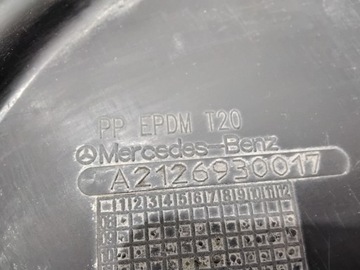 PP EPDM T20
Mercedes-Benz
A2126930017
1 2 3 4 5 6 7 8 9 10 11 12